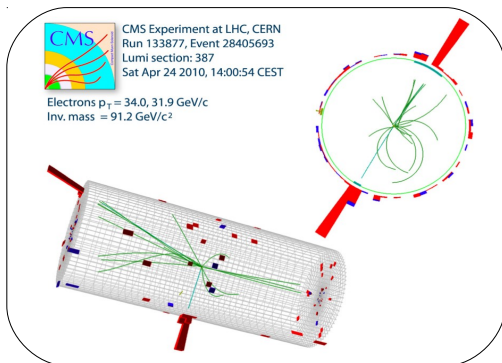 CMS
CMS Experiment at LHC, CERN
Run 133877, Event 28405693
Lumi section: 387
Sat Apr 24 2010, 14:00:54 CEST
Electrons pT = 34.0, 31.9 GeV/c
Inv. mass = 91.2 GeV/c²